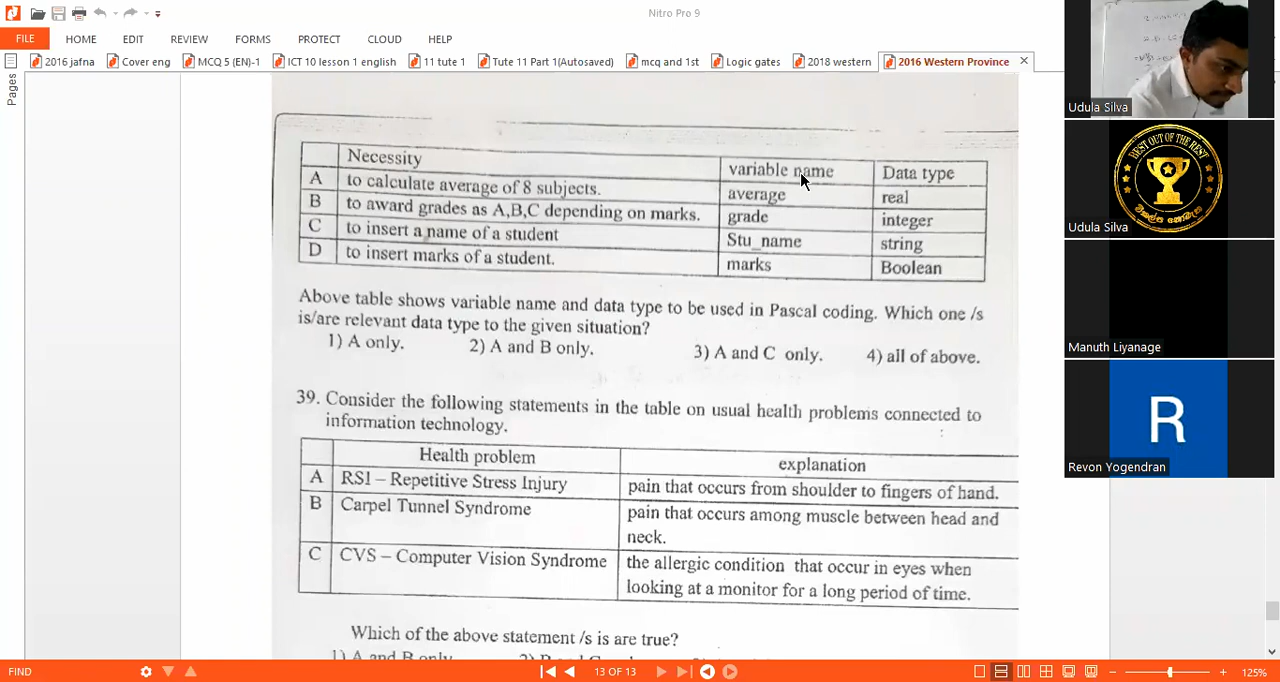 Nitro Pro 9
FILE HOME EDIT REVIEW FORMS PROTECT CLOUD HELP
2016 jafna Cover eng MCQ 5 (EN)-1 ICT 10 lesson 1 english 11 tute 1 Tute 11 Part 1(Autosaved) mcq and 1st Logic gates 2018 western 2016 Western Province
Pages
Necessity variable name Data type
A to calculate average of 8 subjects. average real
B to award grades as A,B,C depending on marks. grade integer
C to insert a name of a student Stu_name string
D to insert marks of a student. marks Boolean
Above table shows variable name and data type to be used in Pascal coding. Which one /s
is/are relevant data type to the given situation?
1) A only. 2) A and B only. 3) A and C only. 4) all of above.
39. Consider the following statements in the table on usual health problems connected to
information technology.
Health problem explanation
A RSI – Repetitive Stress Injury pain that occurs from shoulder to fingers of hand.
B Carpel Tunnel Syndrome pain that occurs among muscle between head and
neck.
C CVS – Computer Vision Syndrome the allergic condition that occur in eyes when
looking at a monitor for a long period of time.
Which of the above statement /s is are true?
1) A and B only.
FIND 13 OF 13 125%
Udula Silva
BEST OUT OF THE REST
Udula Silva
Manuth Liyanage
R
Revon Yogendran